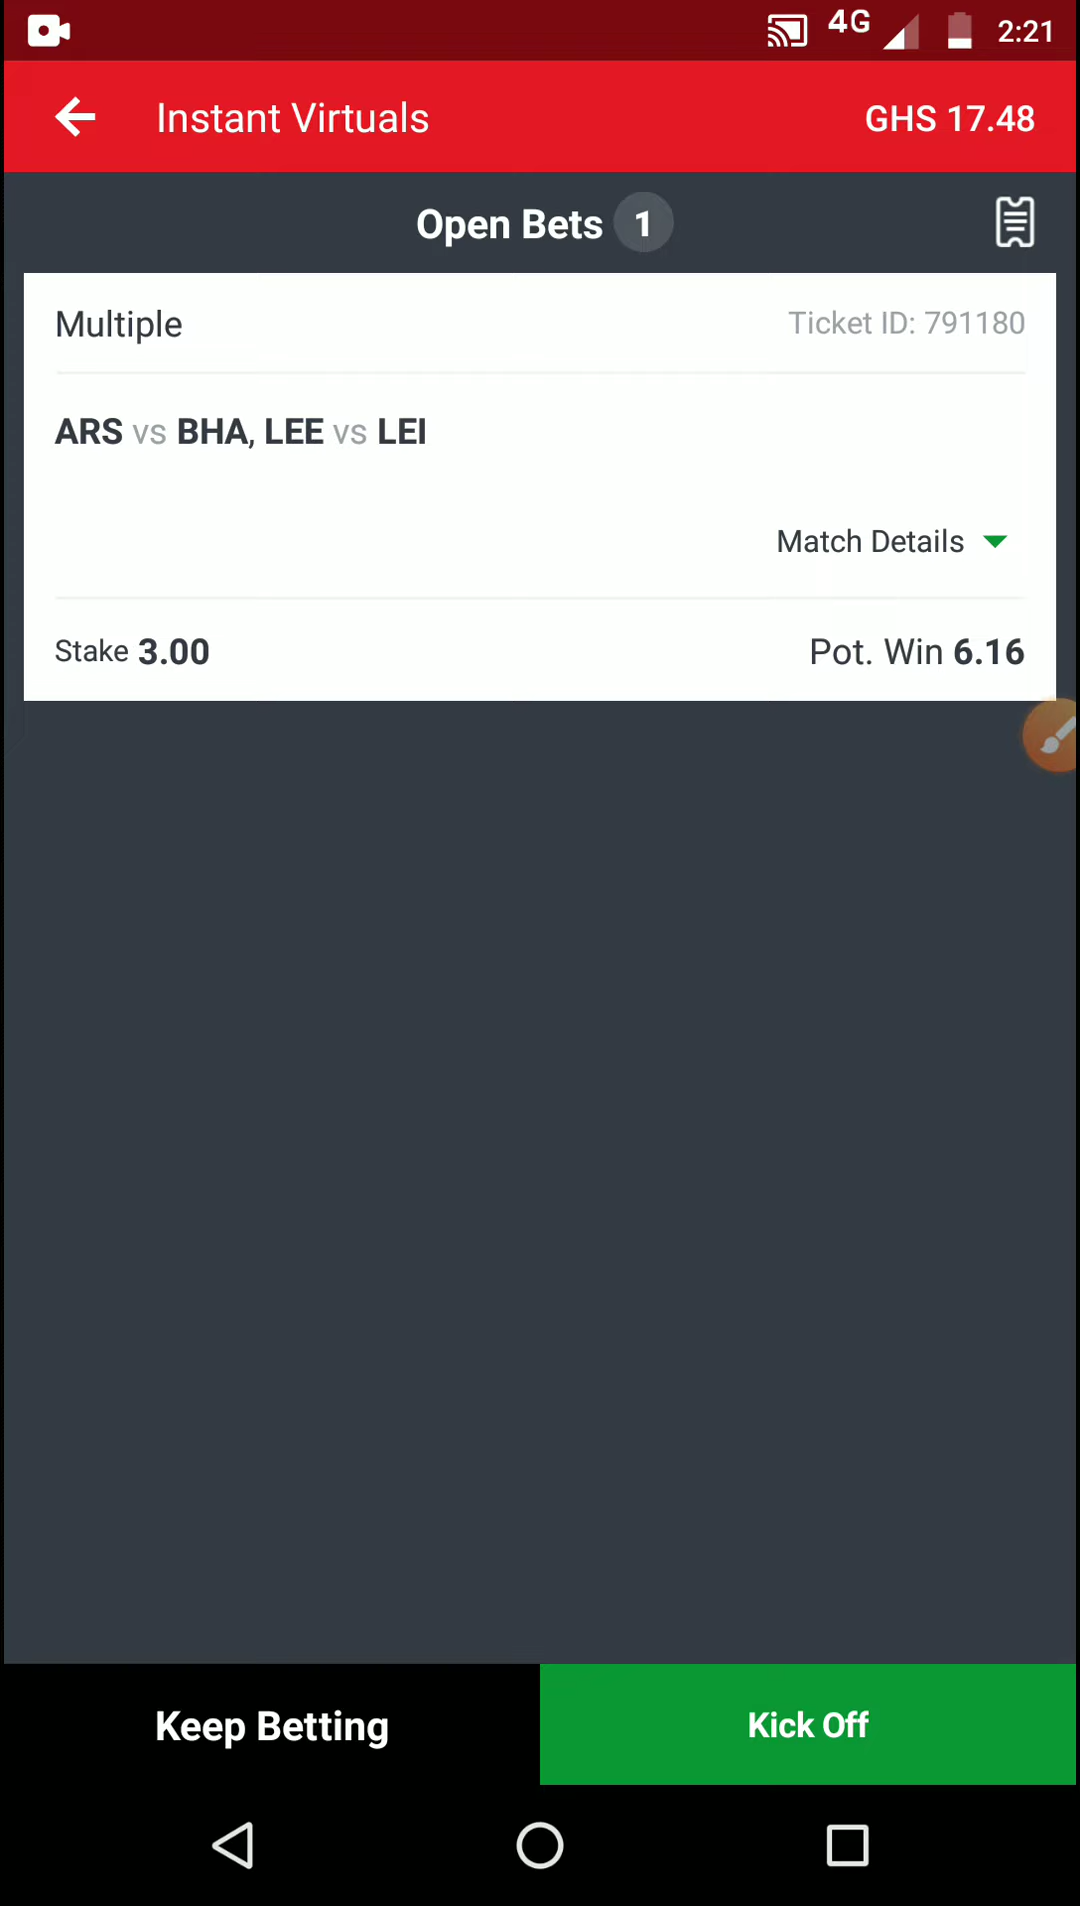 4G 2:21
Instant Virtuals GHS 17.48
Open Bets 1
Multiple Ticket ID: 791180
ARS vs BHA, LEE vs LEI
Match Details
Stake 3.00 Pot. Win 6.16
Keep Betting Kick Off